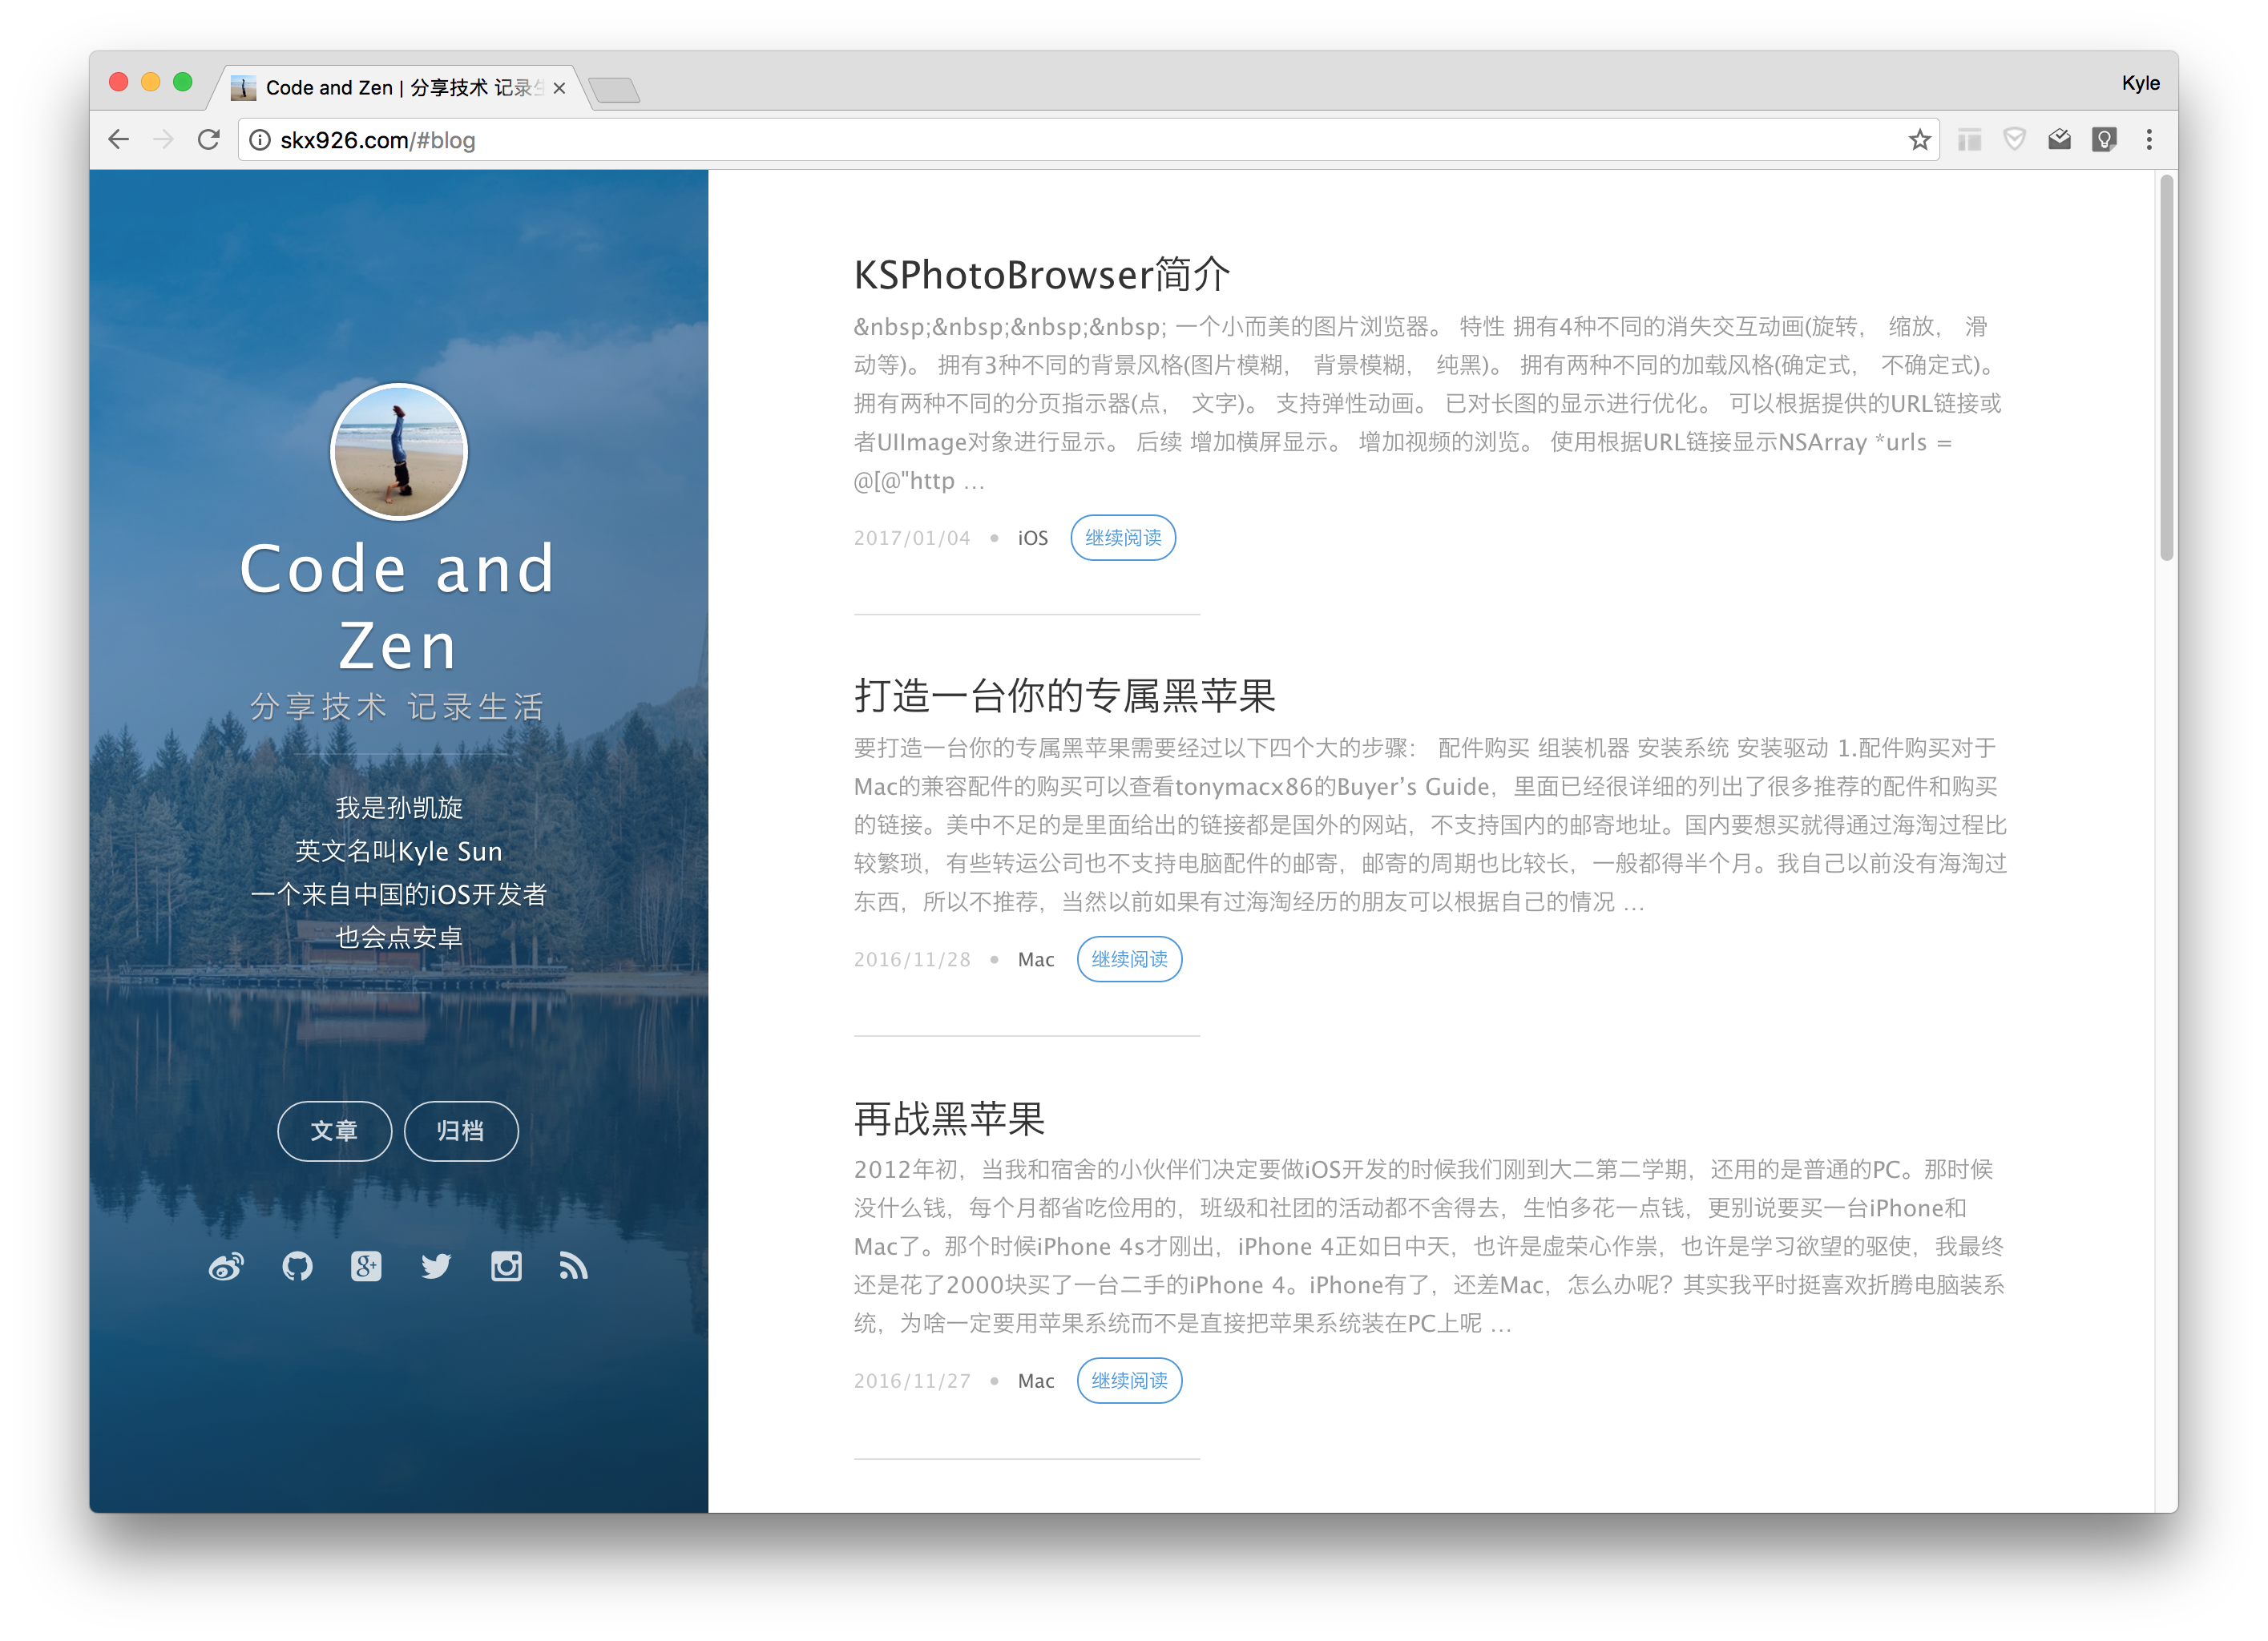 Code and Zen | 分享技术 记录生
Kyle
skx926.com/#blog
Code and
Zen
分享技术 记录生活
我是孙凯旋
英文名叫Kyle Sun
一个来自中国的iOS开发者
也会点安卓
文章 归档
KSPhotoBrowser简介
&nbsp;&nbsp;&nbsp;&nbsp; 一个小而美的图片浏览器。 特性 拥有4种不同的消失交互动画(旋转， 缩放， 滑
动等)。 拥有3种不同的背景风格(图片模糊， 背景模糊， 纯黑)。 拥有两种不同的加载风格(确定式， 不确定式)。
拥有两种不同的分页指示器(点， 文字)。 支持弹性动画。 已对长图的显示进行优化。 可以根据提供的URL链接或
者UIImage对象进行显示。 后续 增加横屏显示。 增加视频的浏览。 使用根据URL链接显示NSArray *urls =
@[@"http …
2017/01/04 • iOS 继续阅读
打造一台你的专属黑苹果
要打造一台你的专属黑苹果需要经过以下四个大的步骤： 配件购买 组装机器 安装系统 安装驱动 1.配件购买对于
Mac的兼容配件的购买可以查看tonymacx86的Buyer’s Guide，里面已经很详细的列出了很多推荐的配件和购买
的链接。美中不足的是里面给出的链接都是国外的网站，不支持国内的邮寄地址。国内要想买就得通过海淘过程比
较繁琐，有些转运公司也不支持电脑配件的邮寄，邮寄的周期也比较长，一般都得半个月。我自己以前没有海淘过
东西，所以不推荐，当然以前如果有过海淘经历的朋友可以根据自己的情况 …
2016/11/28 • Mac 继续阅读
再战黑苹果
2012年初，当我和宿舍的小伙伴们决定要做iOS开发的时候我们刚到大二第二学期，还用的是普通的PC。那时候
没什么钱，每个月都省吃俭用的，班级和社团的活动都不舍得去，生怕多花一点钱，更别说要买一台iPhone和
Mac了。那个时候iPhone 4s才刚出，iPhone 4正如日中天，也许是虚荣心作祟，也许是学习欲望的驱使，我最终
还是花了2000块买了一台二手的iPhone 4。iPhone有了，还差Mac，怎么办呢？其实我平时挺喜欢折腾电脑装系
统，为啥一定要用苹果系统而不是直接把苹果系统装在PC上呢 …
2016/11/27 • Mac 继续阅读